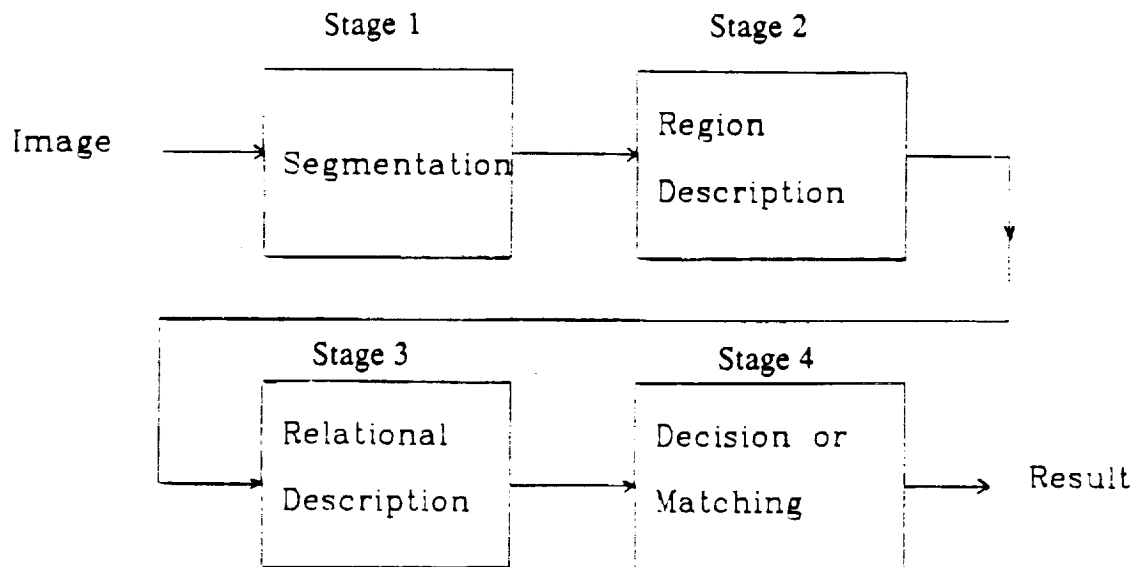 Stage 1
Stage 2
Image
Segmentation
Region
Description
Stage 3
Stage 4
Relational
Description
Decision or
Matching
Result